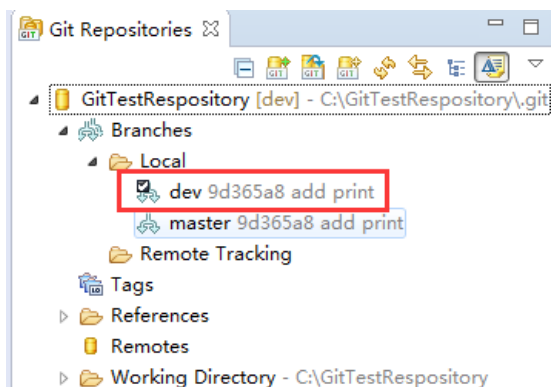 Git Repositories
GitTestRespository [dev] - C:\GitTestRespository\.git
Branches
Local
dev 9d365a8 add print
master 9d365a8 add print
Remote Tracking
Tags
References
Remotes
Working Directory - C:\GitTestRespository